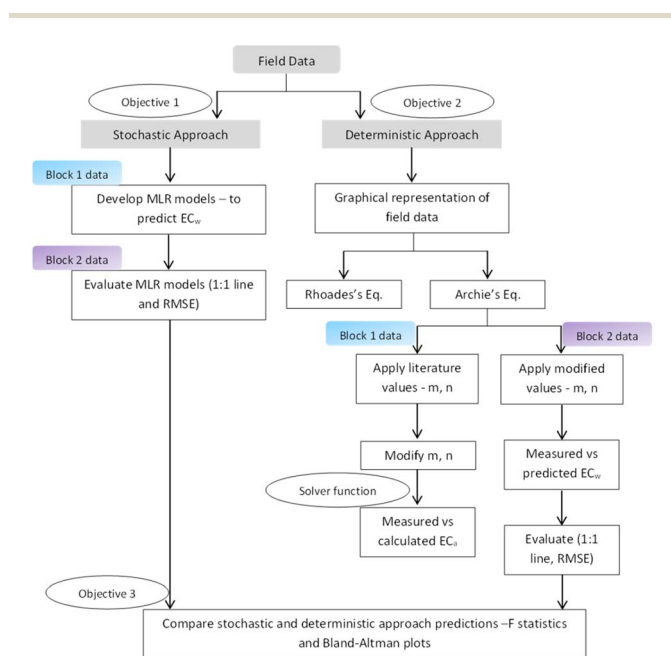 Field Data
Objective 1
Objective 2
Stochastic Approach
Deterministic Approach
Block 1 data
Develop MLR models – to
predict ECw
Graphical representation of
field data
Block 2 data
Evaluate MLR models (1:1 line
and RMSE)
Rhoades's Eq.
Archie's Eq.
Block 1 data
Block 2 data
Apply literature
values - m, n
Apply modified
values - m, n
Modify m, n
Measured vs
predicted ECw
Solver function
Measured vs
calculated ECa
Evaluate (1:1
line, RMSE)
Objective 3
Compare stochastic and deterministic approach predictions –F statistics
and Bland-Altman plots